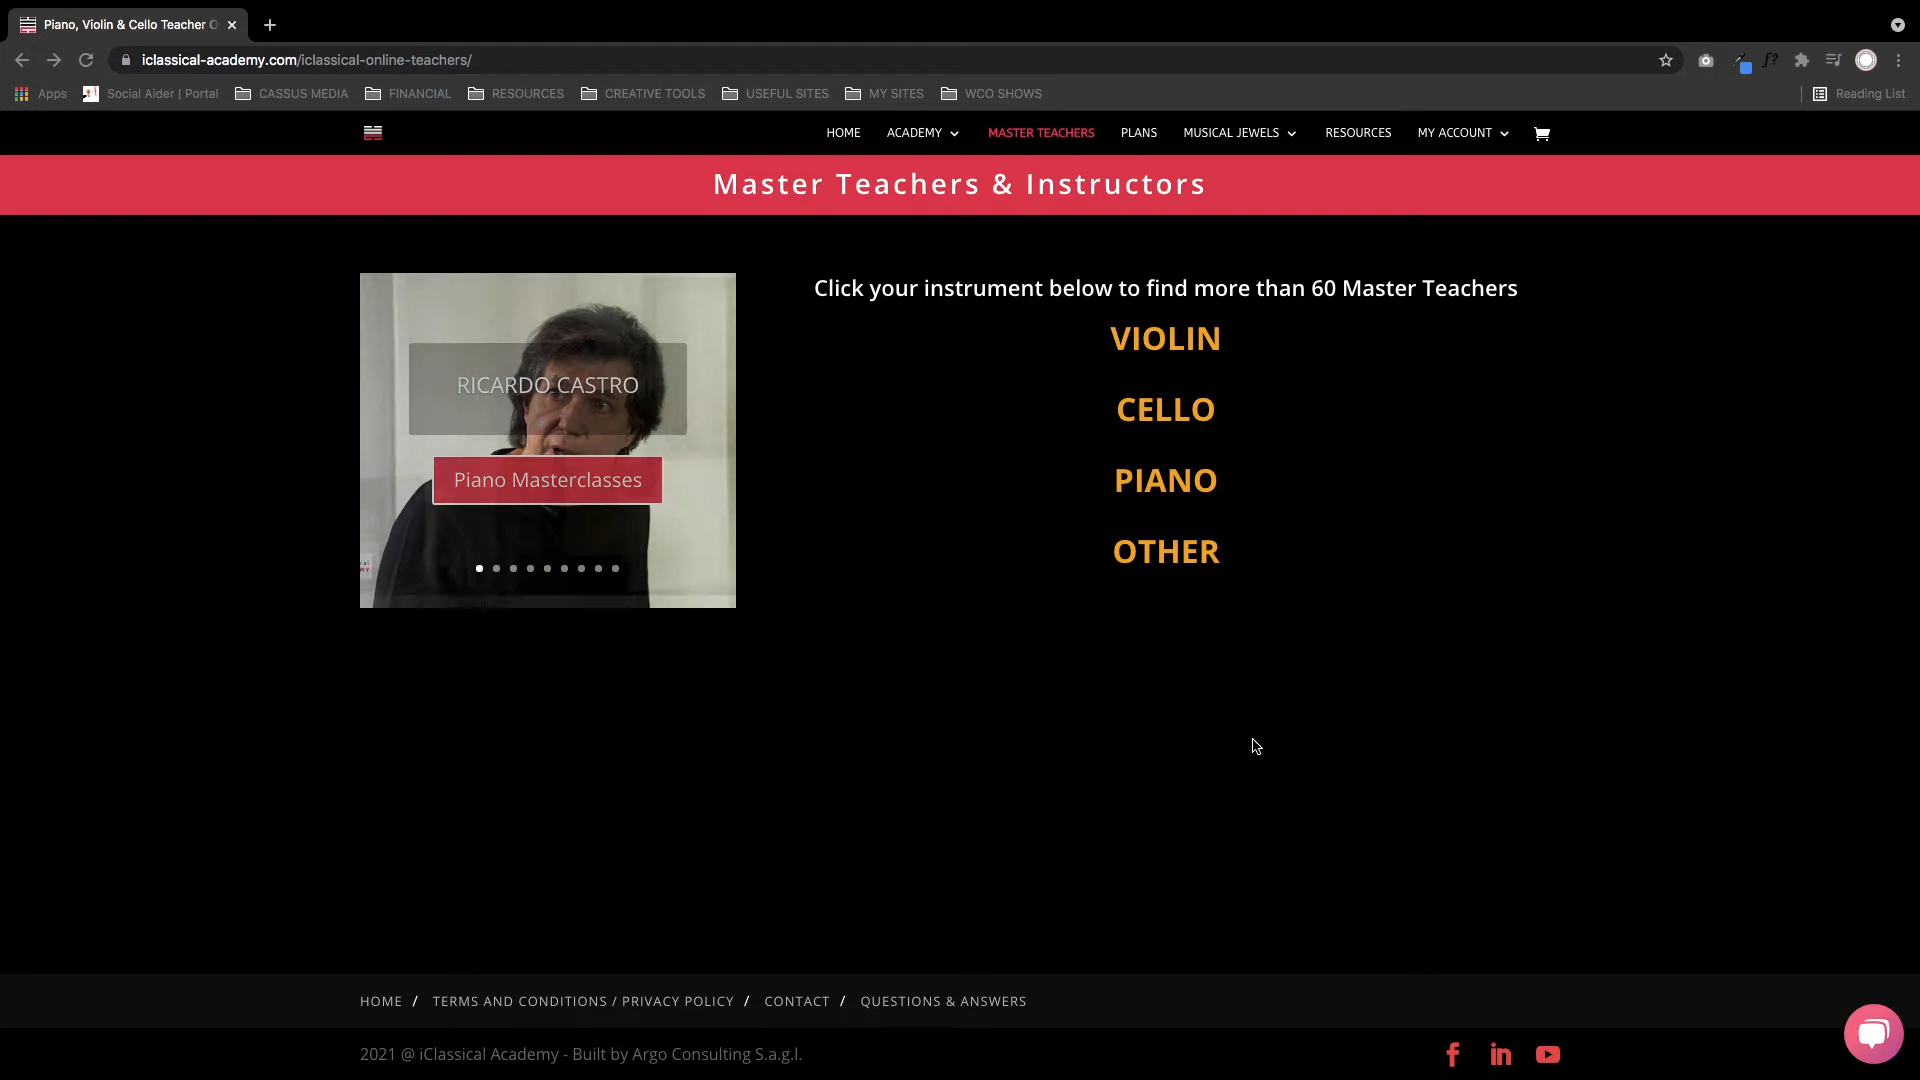 Piano, Violin & Cello Teacher O
iclassical-academy.com/iclassical-online-teachers/
Apps
Social Aider | Portal
CASSUS MEDIA
FINANCIAL
RESOURCES
CREATIVE TOOLS
USEFUL SITES
MY SITES
WCO SHOWS
Reading List
HOME
ACADEMY
MASTER TEACHERS
PLANS
MUSICAL JEWELS
RESOURCES
MY ACCOUNT
Master Teachers & Instructors
RICARDO CASTRO
Piano Masterclasses
Click your instrument below to find more than 60 Master Teachers
VIOLIN
CELLO
PIANO
OTHER
HOME / TERMS AND CONDITIONS / PRIVACY POLICY / CONTACT / QUESTIONS & ANSWERS
2021 @ iClassical Academy - Built by Argo Consulting S.a.g.l.